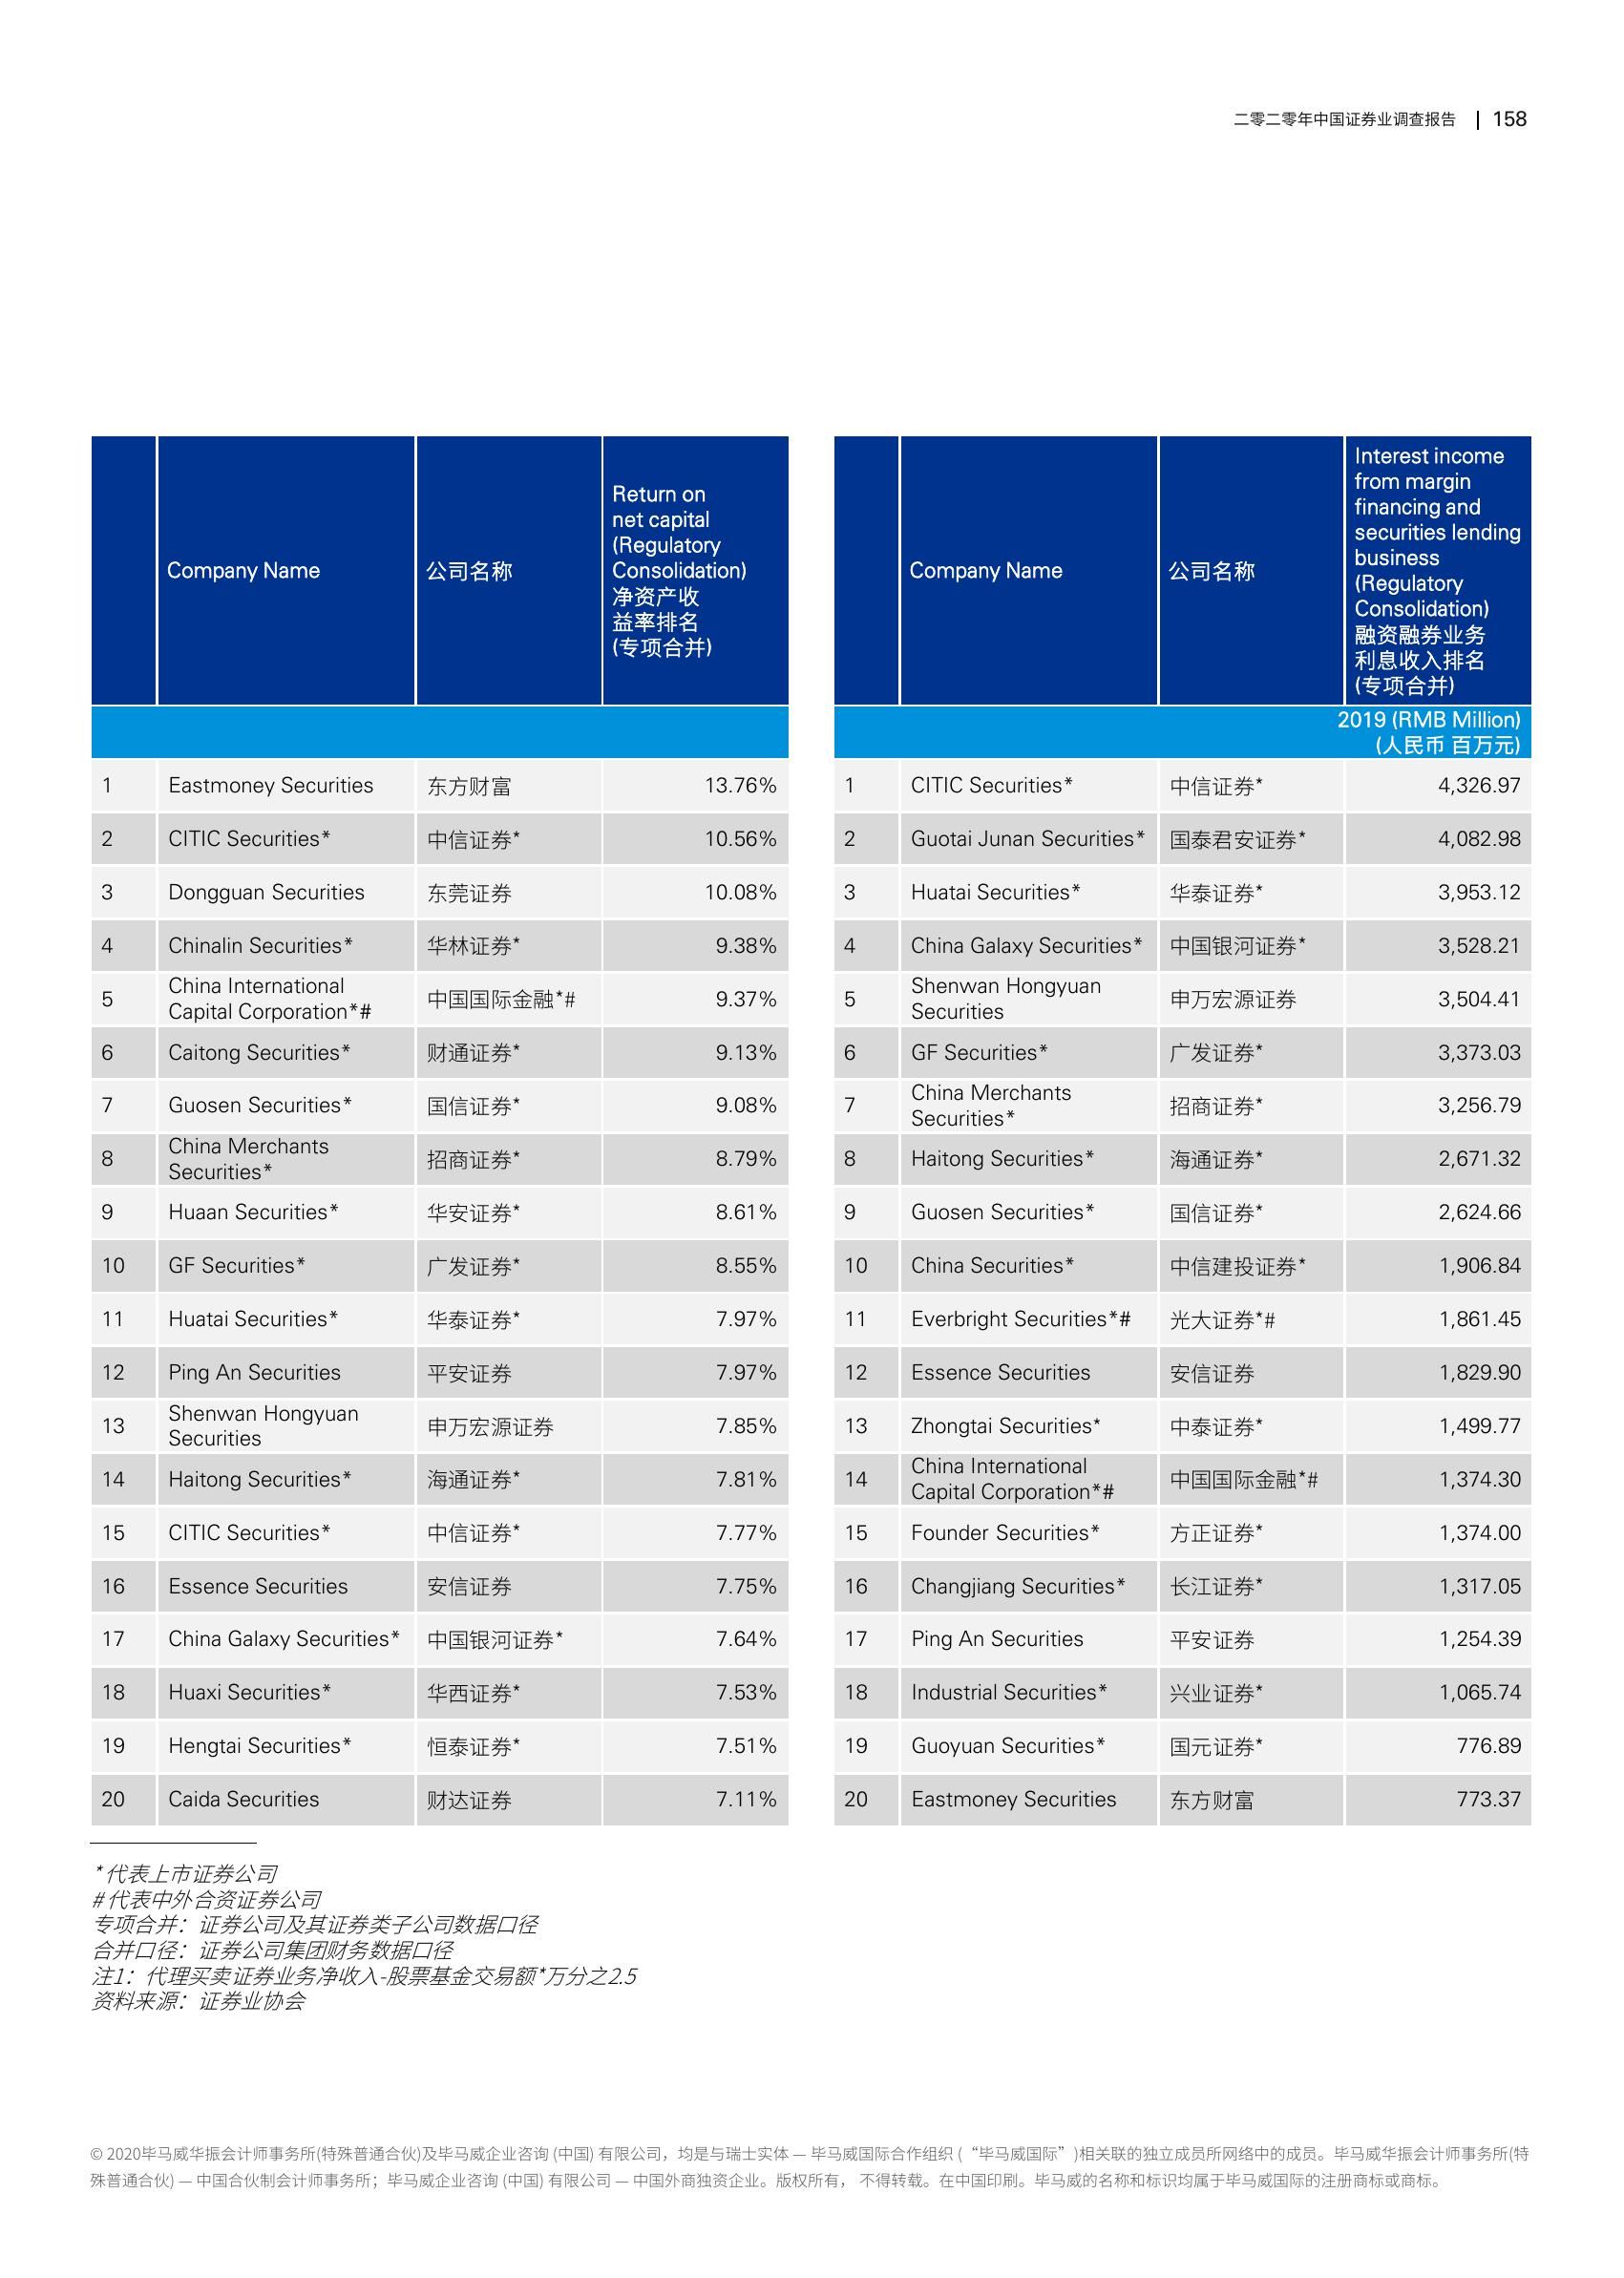 二零二零年中国证券业调查报告 | 158
Company Name 公司名称 Return on
net capital
(Regulatory
Consolidation)
净资产收
益率排名
(专项合并)
1 Eastmoney Securities 东方财富 13.76%
2 CITIC Securities* 中信证券* 10.56%
3 Dongguan Securities 东莞证券 10.08%
4 Chinalin Securities* 华林证券* 9.38%
5 China International
Capital Corporation*# 中国国际金融*# 9.37%
6 Caitong Securities* 财通证券* 9.13%
7 Guosen Securities* 国信证券* 9.08%
8 China Merchants
Securities* 招商证券* 8.79%
9 Huaan Securities* 华安证券* 8.61%
10 GF Securities* 广发证券* 8.55%
11 Huatai Securities* 华泰证券* 7.97%
12 Ping An Securities 平安证券 7.97%
13 Shenwan Hongyuan
Securities 申万宏源证券 7.85%
14 Haitong Securities* 海通证券* 7.81%
15 CITIC Securities* 中信证券* 7.77%
16 Essence Securities 安信证券 7.75%
17 China Galaxy Securities* 中国银河证券* 7.64%
18 Huaxi Securities* 华西证券* 7.53%
19 Hengtai Securities* 恒泰证券* 7.51%
20 Caida Securities 财达证券 7.11%
Company Name 公司名称 Interest income
from margin
financing and
securities lending
business
(Regulatory
Consolidation)
融资融券业务
利息收入排名
(专项合并)
2019 (RMB Million)
(人民币 百万元)
1 CITIC Securities* 中信证券* 4,326.97
2 Guotai Junan Securities* 国泰君安证券* 4,082.98
3 Huatai Securities* 华泰证券* 3,953.12
4 China Galaxy Securities* 中国银河证券* 3,528.21
5 Shenwan Hongyuan
Securities 申万宏源证券 3,504.41
6 GF Securities* 广发证券* 3,373.03
7 China Merchants
Securities* 招商证券* 3,256.79
8 Haitong Securities* 海通证券* 2,671.32
9 Guosen Securities* 国信证券* 2,624.66
10 China Securities* 中信建投证券* 1,906.84
11 Everbright Securities*# 光大证券*# 1,861.45
12 Essence Securities 安信证券 1,829.90
13 Zhongtai Securities* 中泰证券* 1,499.77
14 China International
Capital Corporation*# 中国国际金融*# 1,374.30
15 Founder Securities* 方正证券* 1,374.00
16 Changjiang Securities* 长江证券* 1,317.05
17 Ping An Securities 平安证券 1,254.39
18 Industrial Securities* 兴业证券* 1,065.74
19 Guoyuan Securities* 国元证券* 776.89
20 Eastmoney Securities 东方财富 773.37
*代表上市证券公司
#代表中外合资证券公司
专项合并：证券公司及其证券类子公司数据口径
合并口径：证券公司集团财务数据口径
注1：代理买卖证券业务净收入-股票基金交易额*万分之2.5
资料来源：证券业协会
© 2020毕马威华振会计师事务所(特殊普通合伙)及毕马威企业咨询 (中国) 有限公司，均是与瑞士实体 — 毕马威国际合作组织 (“毕马威国际”)相关联的独立成员所网络中的成员。毕马威华振会计师事务所(特
殊普通合伙) — 中国合伙制会计师事务所；毕马威企业咨询 (中国) 有限公司 — 中国外商独资企业。版权所有， 不得转载。在中国印刷。毕马威的名称和标识均属于毕马威国际的注册商标或商标。